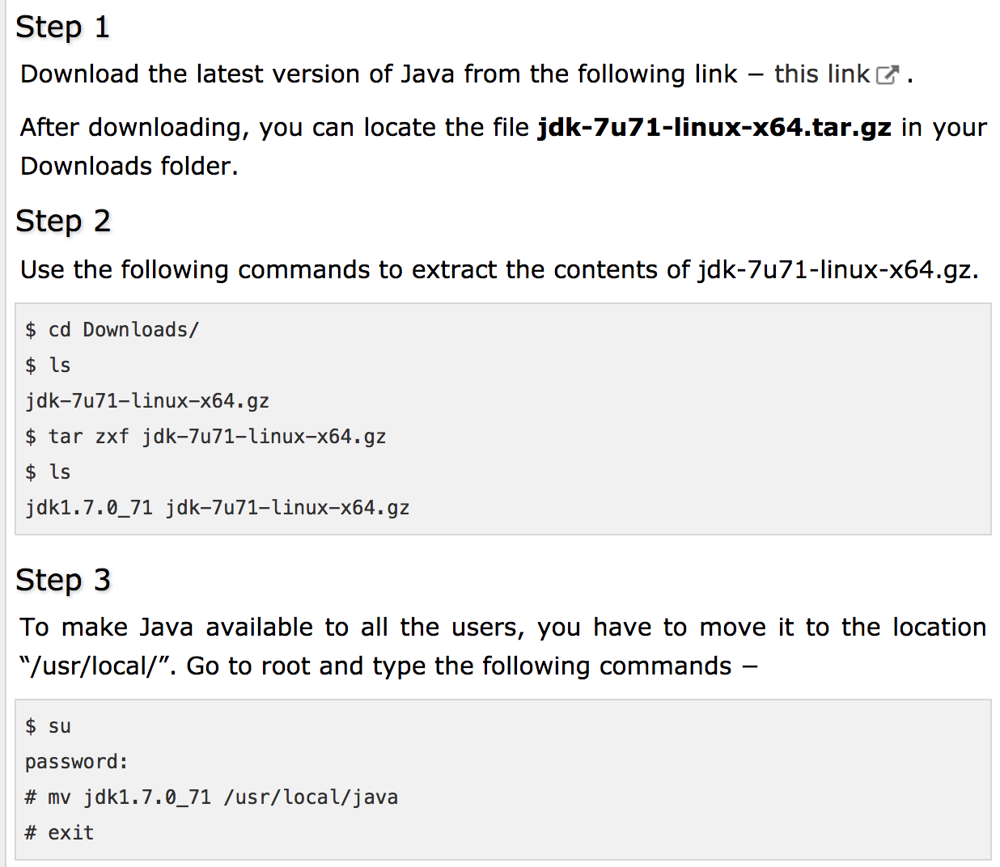 Step 1
Download the latest version of Java from the following link − this link .
After downloading, you can locate the file jdk-7u71-linux-x64.tar.gz in your
Downloads folder.
Step 2
Use the following commands to extract the contents of jdk-7u71-linux-x64.gz.
$ cd Downloads/
$ ls
jdk-7u71-linux-x64.gz
$ tar zxf jdk-7u71-linux-x64.gz
$ ls
jdk1.7.0_71 jdk-7u71-linux-x64.gz
Step 3
To make Java available to all the users, you have to move it to the location
“/usr/local/”. Go to root and type the following commands −
$ su
password:
# mv jdk1.7.0_71 /usr/local/java
# exit